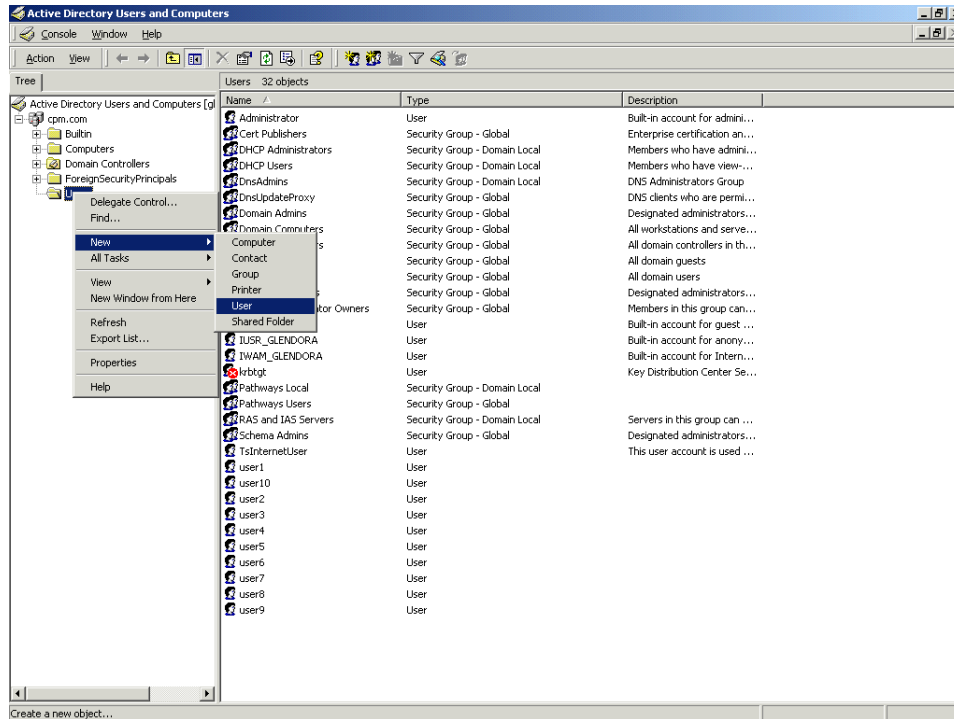 Active Directory Users and Computers
Console Window Help
Action View
Tree
Users 32 objects
Active Directory Users and Computers [gl
cpm.com
Builtin
Computers
Domain Controllers
ForeignSecurityPrincipals
Delegate Control...
Find...
New
All Tasks
View
New Window from Here
Refresh
Export List...
Properties
Help
Computer
Contact
Group
Printer
User
Shared Folder
Name Type Description
Administrator User Built-in account for admini...
Cert Publishers Security Group - Global Enterprise certification an...
DHCP Administrators Security Group - Domain Local Members who have admini...
DHCP Users Security Group - Domain Local Members who have view-...
DnsAdmins Security Group - Domain Local DNS Administrators Group
DnsUpdateProxy Security Group - Global DNS clients who are permi...
Domain Admins Security Group - Global Designated administrators...
Domain Computers Security Group - Global All workstations and serve...
Security Group - Global All domain controllers in th...
Security Group - Global All domain guests
Security Group - Global All domain users
Security Group - Global Designated administrators...
Owners Security Group - Global Members in this group can...
User Built-in account for guest ...
IUSR_GLENDORA User Built-in account for anony...
IWAM_GLENDORA User Built-in account for Intern...
krbtgt User Key Distribution Center Se...
Pathways Local Security Group - Domain Local
Pathways Users Security Group - Global
RAS and IAS Servers Security Group - Domain Local Servers in this group can ...
Schema Admins Security Group - Global Designated administrators...
TsInternetUser User This user account is used ...
user1 User
user10 User
user2 User
user3 User
user4 User
user5 User
user6 User
user7 User
user8 User
user9 User
Create a new object...